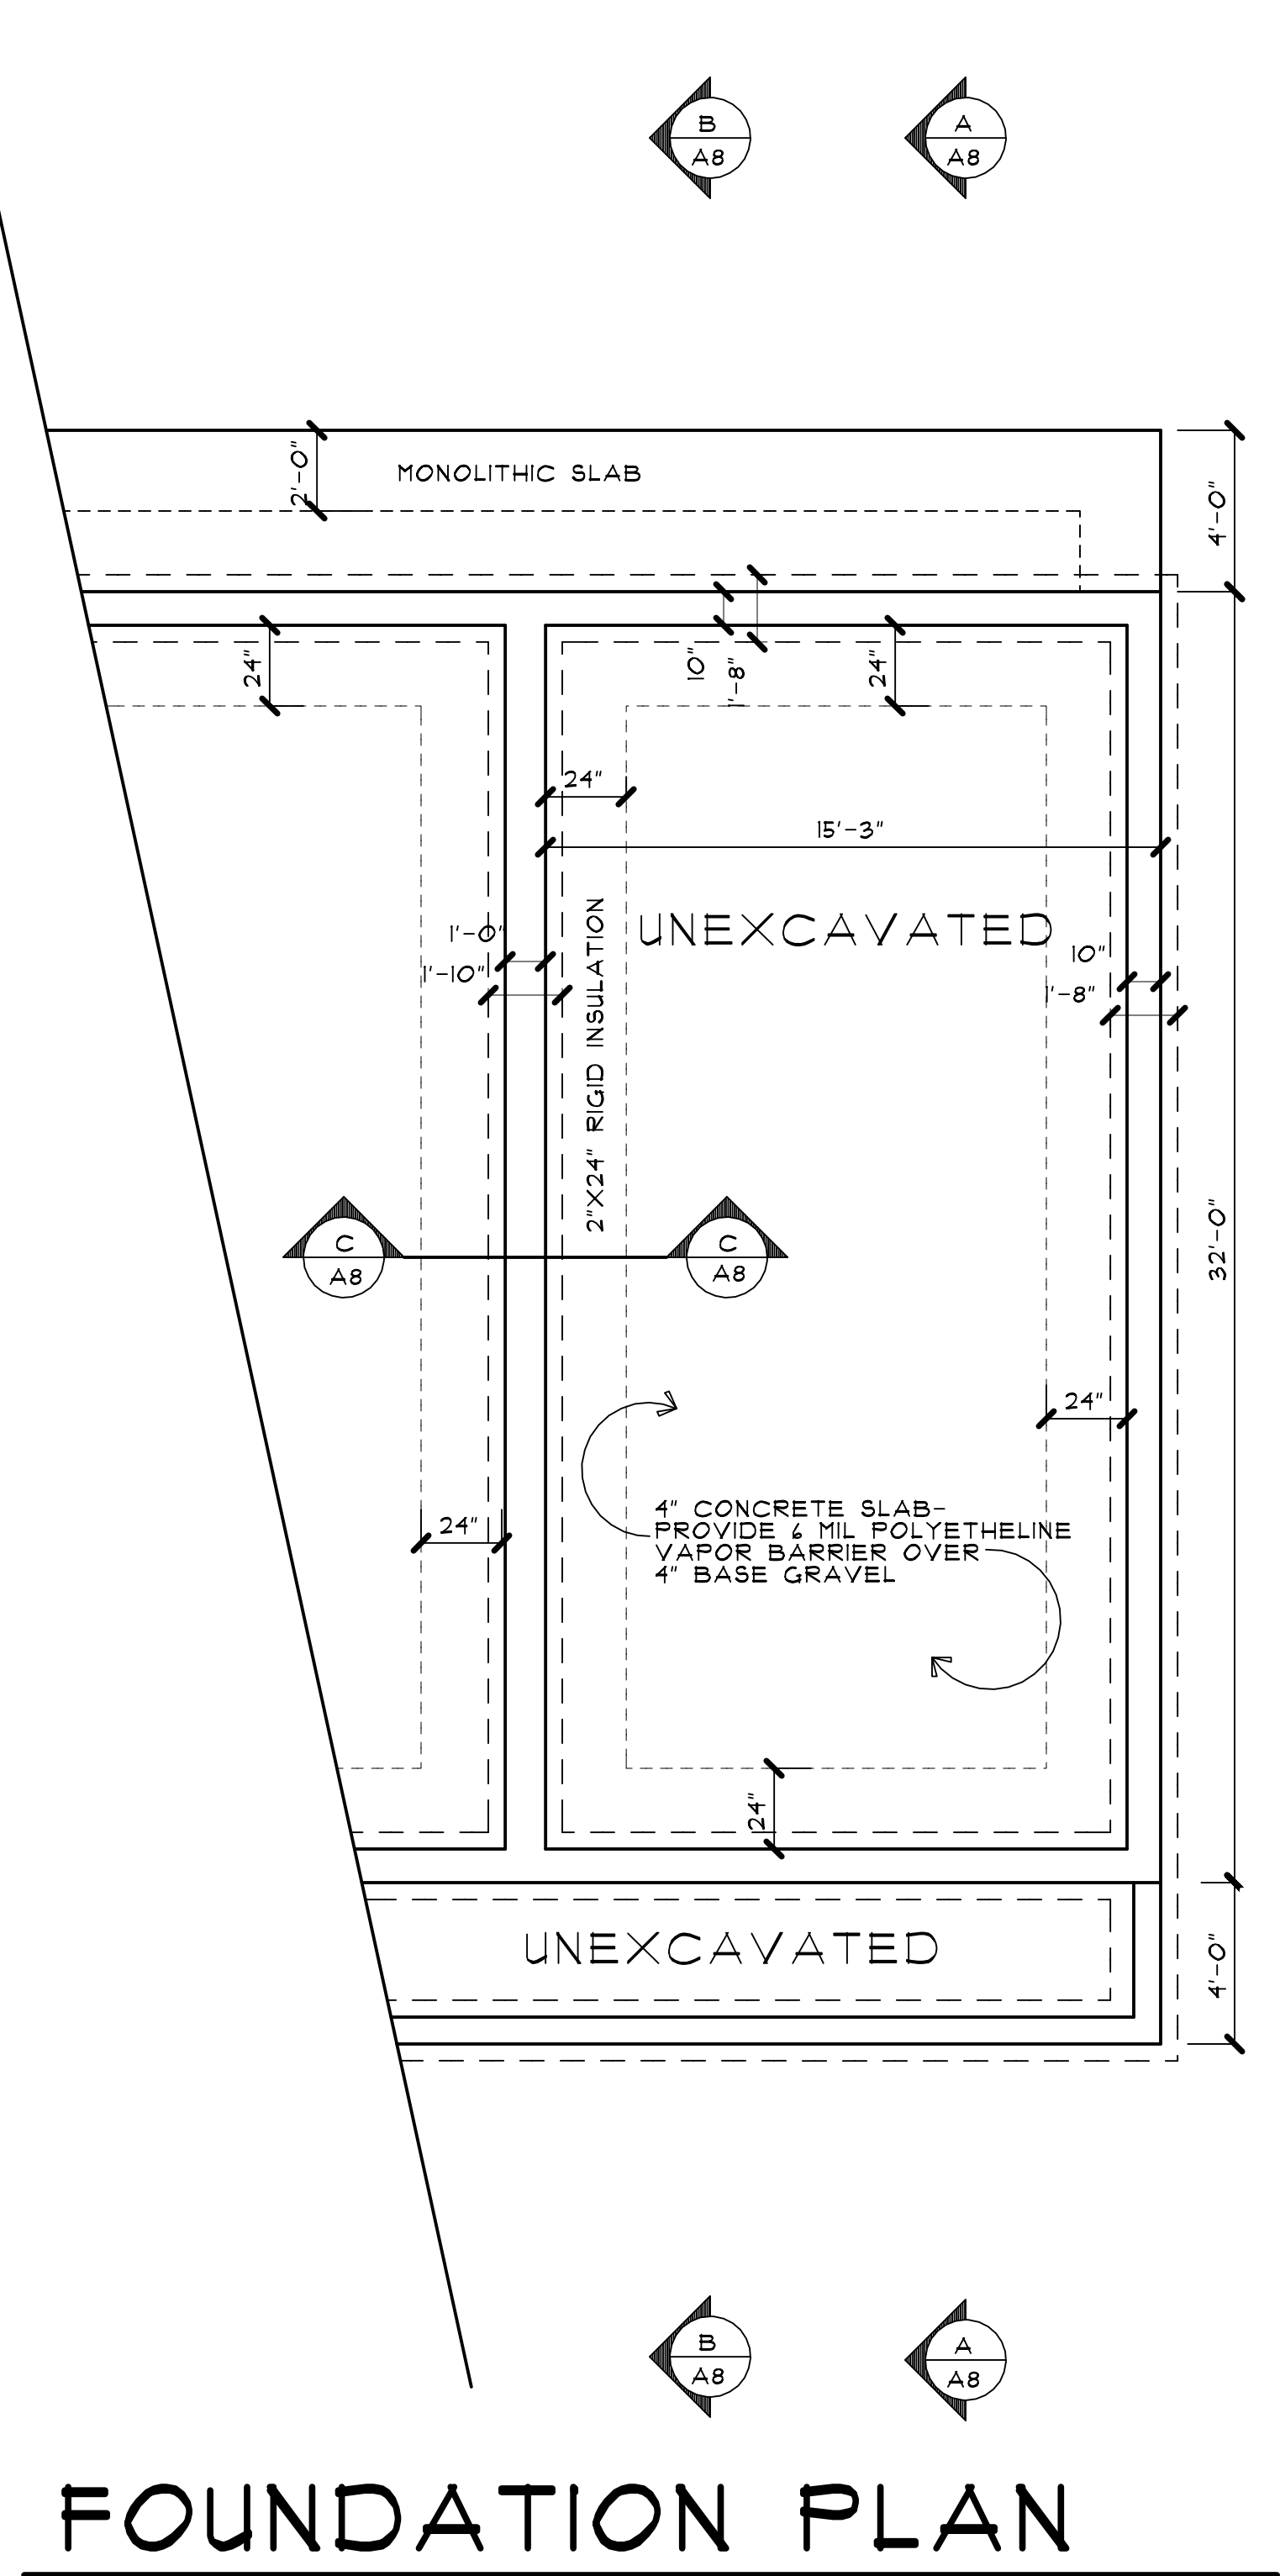 B
A8
A
A8
2'-0"
MONOLITHIC SLAB
4'-0"
24"
10"
1'-8"
24"
24"
15'-3"
UNEXCAVATED
1'-0"
1'-10"
10"
1'-8"
2"X24" RIGID INSULATION
C
A8
C
A8
32'-0"
24"
24"
4" CONCRETE SLAB-
PROVIDE 6 MIL POLYETHELINE
VAPOR BARRIER OVER
4" BASE GRAVEL
24"
UNEXCAVATED
4'-0"
B
A8
A
A8
FOUNDATION PLAN